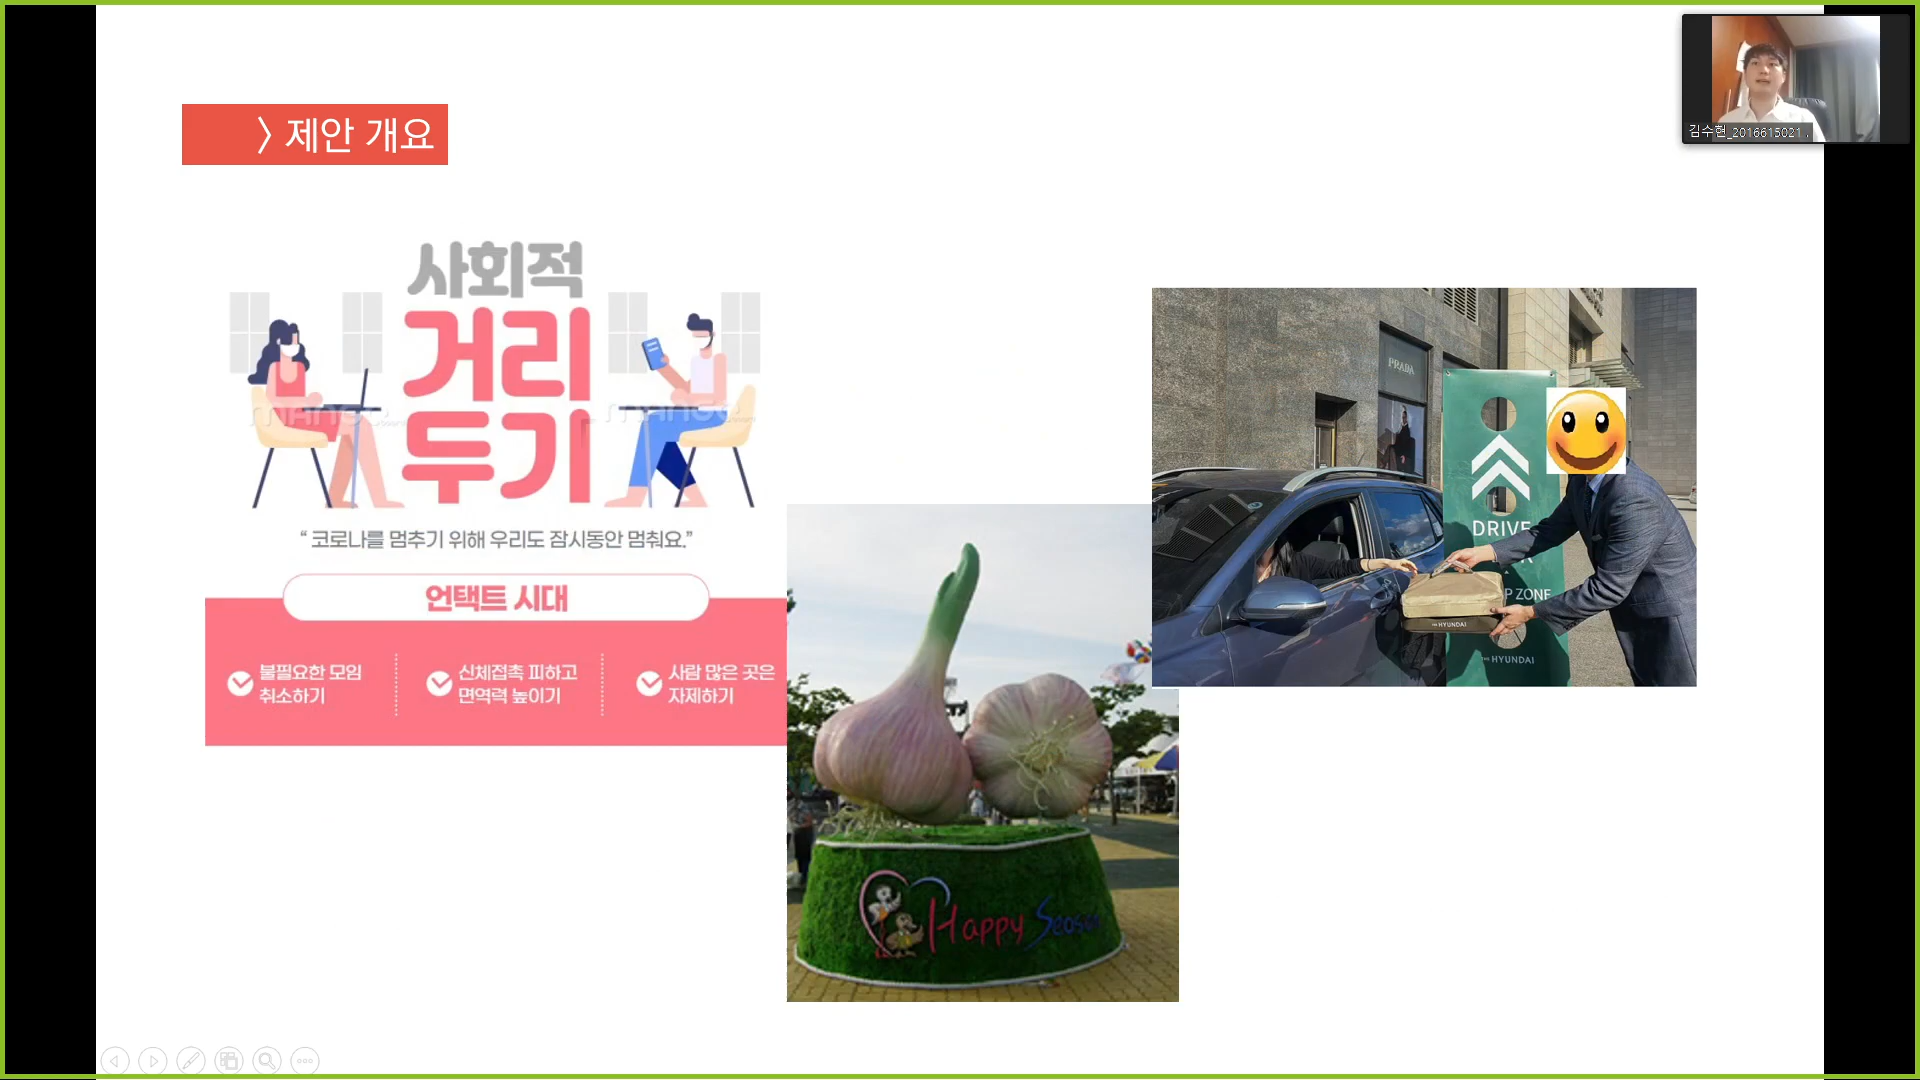 〉제안 개요
김수현_2016615021 .
사회적
거리
두기
“ 코로나를 멈추기 위해 우리도 잠시동안 멈춰요.”
언택트 시대
불필요한 모임
취소하기
신체접촉 피하고
면역력 높이기
사람 많은 곳은
자제하기
PRADA
DRIVE
P ZONE
THE HYUNDAI
THE HYUNDAI
Happy Seosan